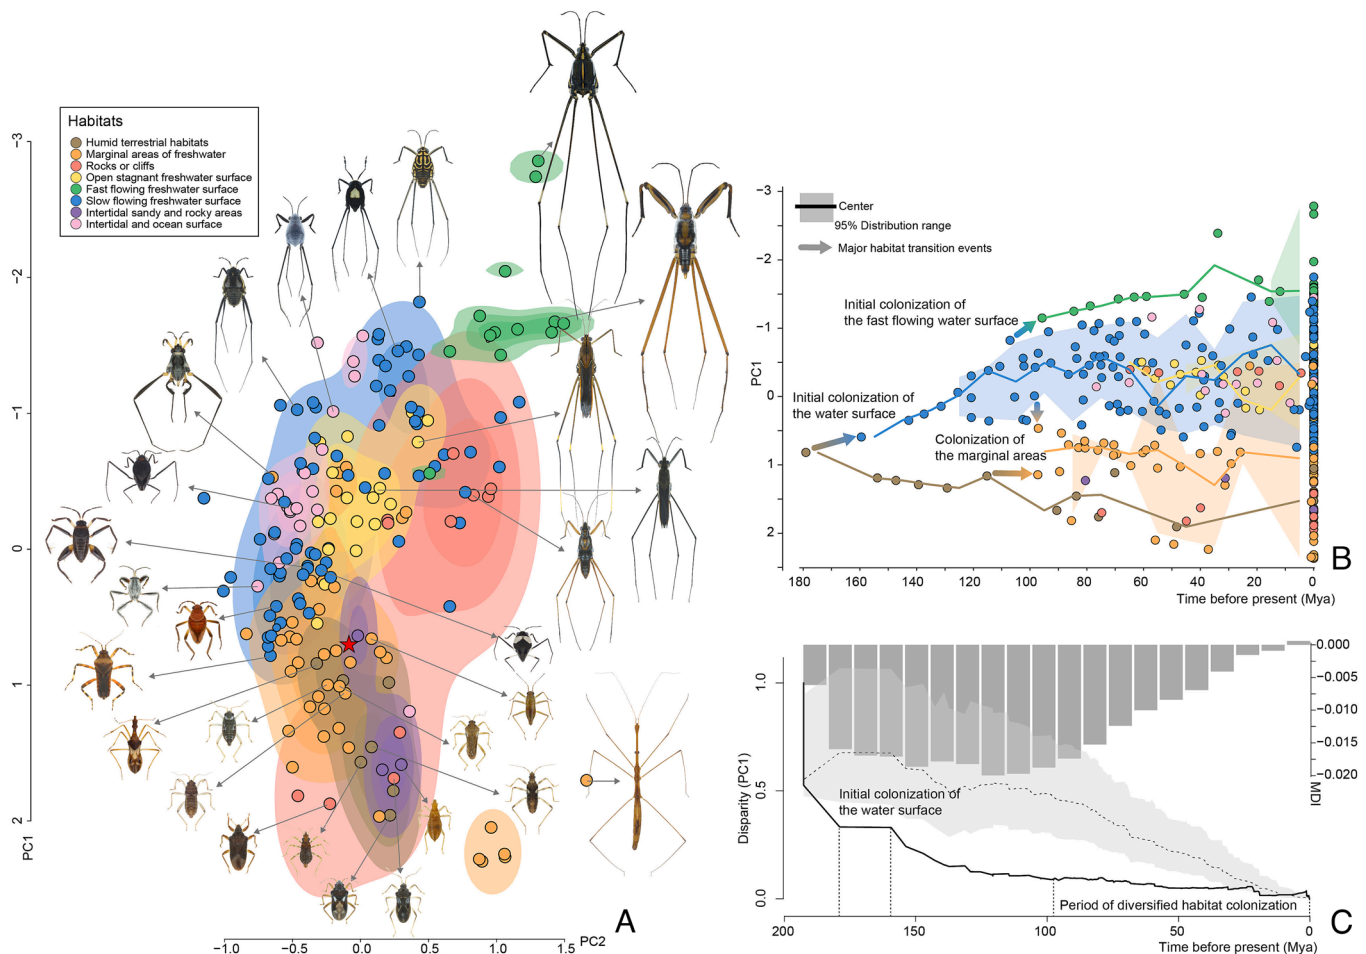 Habitats
Humid terrestrial habitats
Marginal areas of freshwater
Rocks or cliffs
Open stagnant freshwater surface
Fast flowing freshwater surface
Slow flowing freshwater surface
Intertidal sandy and rocky areas
Intertidal and ocean surface
−3
−2
−1
0
1
2
PC1
−1.0
−0.5
0.0
0.5
1.0
1.5
PC2
A
−3
−2
−1
0
1
2
PC1
Center
95% Distribution range
Major habitat transition events
Initial colonization of
the fast flowing water surface
Initial colonization of
the water surface
Colonization of
the marginal areas
180
160
140
120
100
80
60
40
20
0
Time before present (Mya)
B
1.0
0.5
0.0
Disparity (PC1)
Initial colonization of
the water surface
Period of diversified habitat colonization
−0.000
−0.005
−0.010
−0.015
−0.020
MDI
200
150
100
50
0
Time before present (Mya)
C